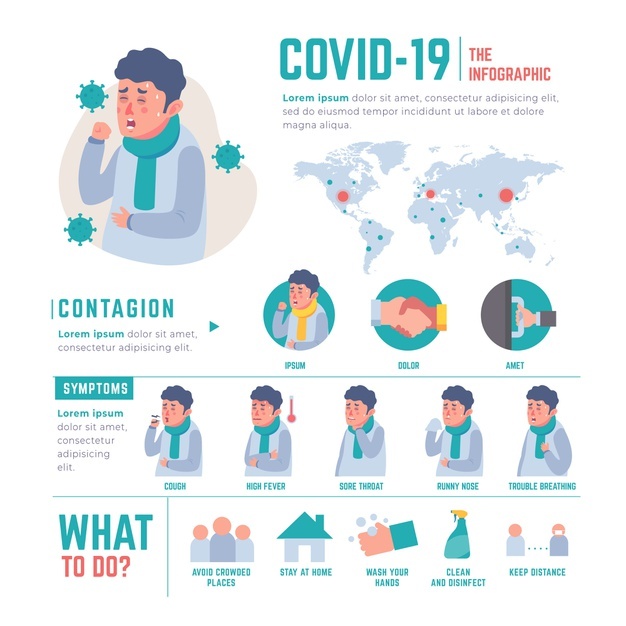 COVID-19
THE
INFOGRAPHIC
Lorem ipsum dolor sit amet, consectetur adipiscing elit,
sed do eiusmod tempor incididunt ut labore et dolore
magna aliqua.
CONTAGION
Lorem ipsum dolor sit amet,
consectetur adipiscing elit.
IPSUM
DOLOR
AMET
SYMPTOMS
Lorem ipsum
dolor sit amet,
consectetur
adipiscing
elit.
COUGH
HIGH FEVER
SORE THROAT
RUNNY NOSE
TROUBLE BREATHING
WHAT
TO DO?
AVOID CROWDED
PLACES
STAY AT HOME
WASH YOUR
HANDS
CLEAN
AND DISINFECT
KEEP DISTANCE